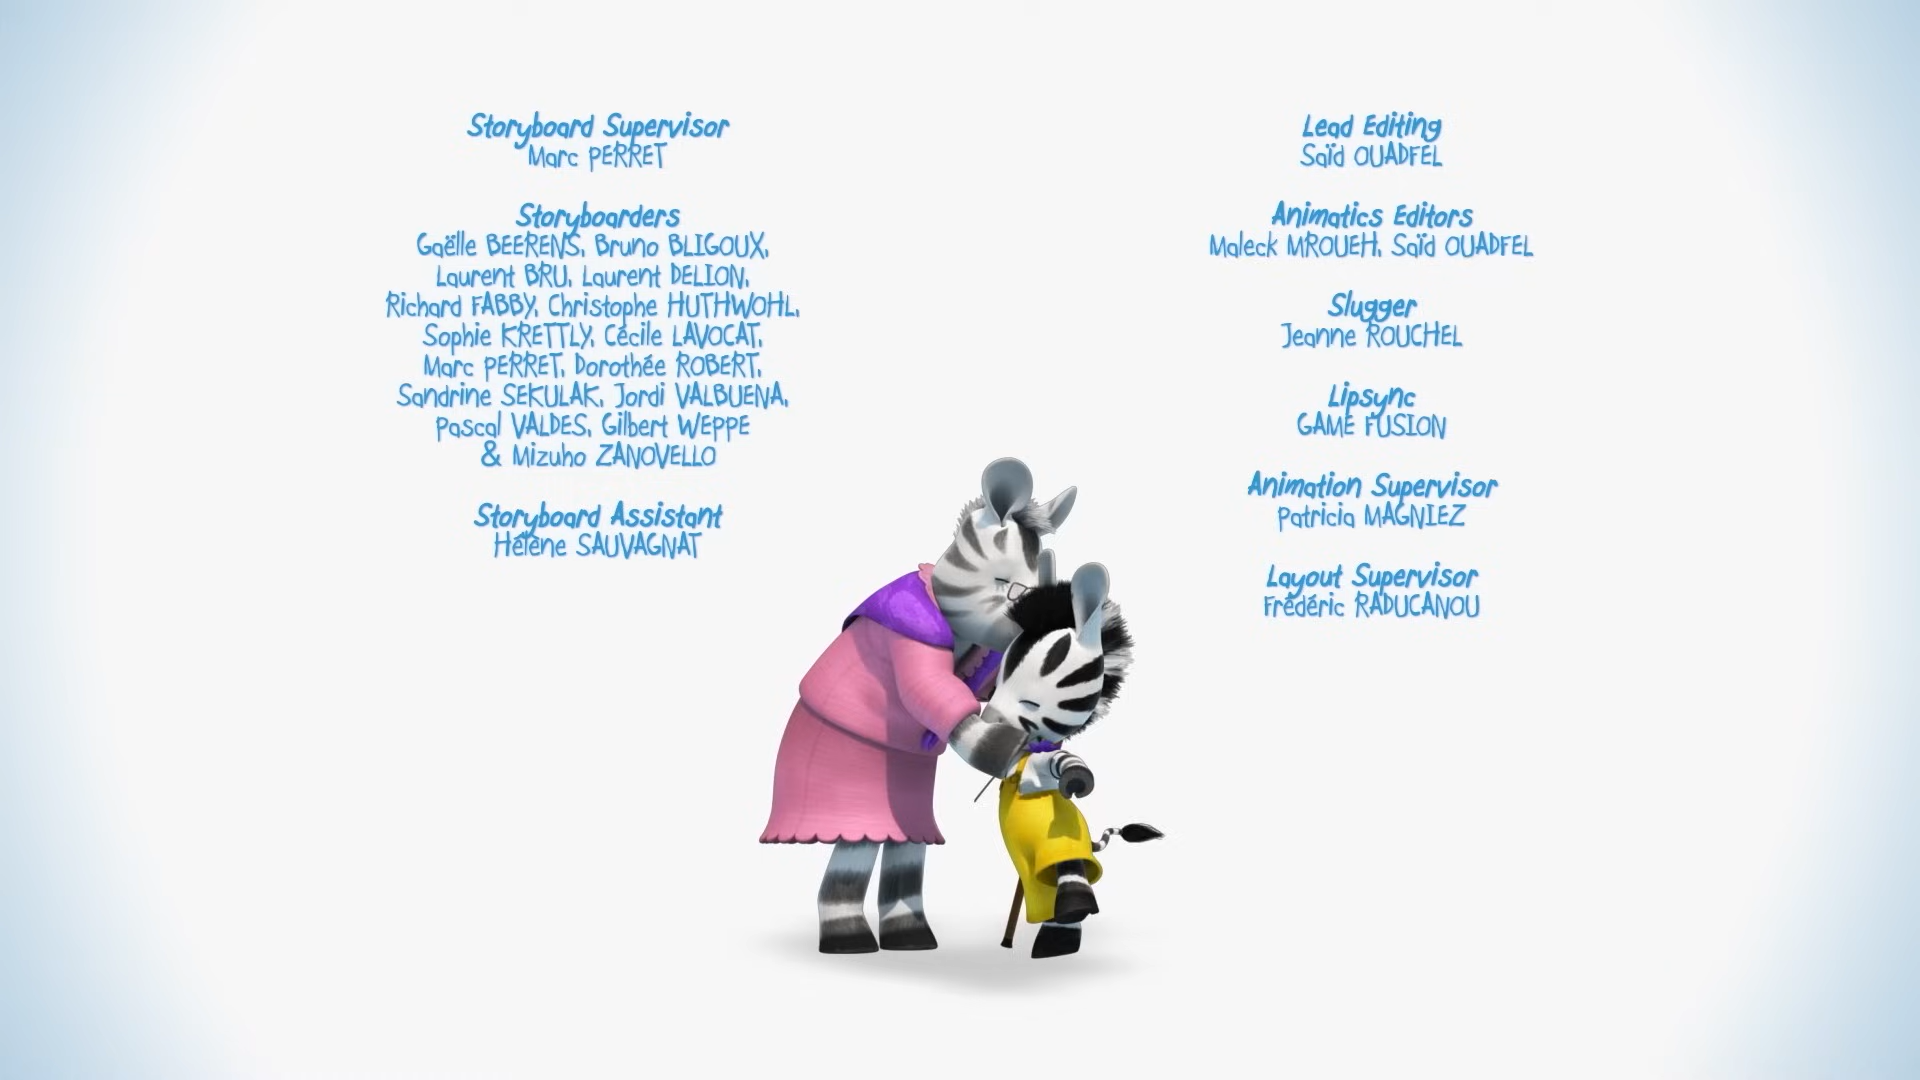 Storyboard Supervisor
Marc PERRET
Storyboarders
Gaëlle BEERENS, Bruno BLIGOUX,
Laurent BRU, Laurent DELION,
Richard FABBY, Christophe HUTHWOHL,
Sophie KRETTLY, Cécile LAVOCAT,
Marc PERRET, Dorothée ROBERT,
Sandrine SEKULAK, Jordi VALBUENA,
Pascal VALDES, Gilbert WEPPE
& Mizuho ZANOVELLO
Storyboard Assistant
Hélène SAUVAGNAT
Lead Editing
Saïd OUADFEL
Animatics Editors
Maleck MROUEH, Saïd OUADFEL
Slugger
Jeanne ROUCHEL
Lipsync
GAME FUSION
Animation Supervisor
Patricia MAGNIEZ
Layout Supervisor
Frédéric RADUCANOU